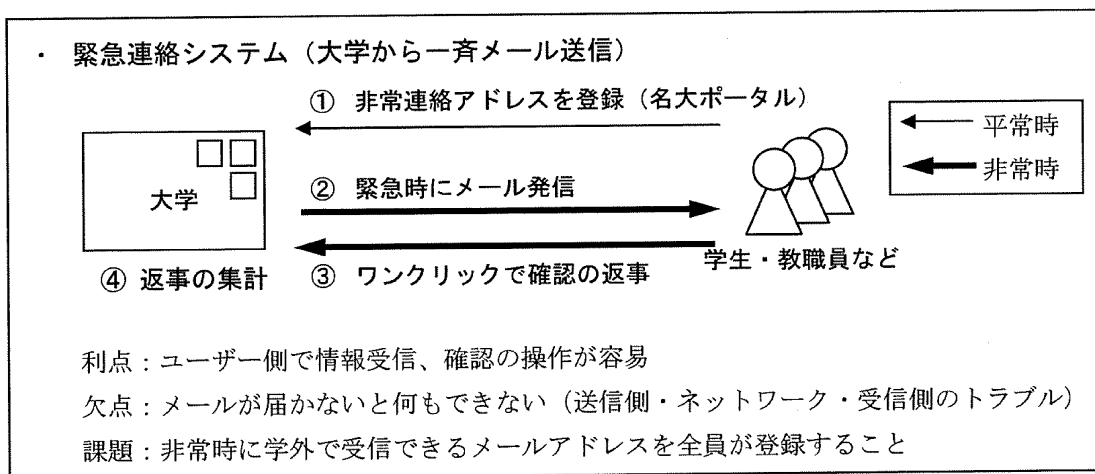 ・ 緊急連絡システム（大学から一斉メール送信）
① 非常連絡アドレスを登録（名大ポータル）
平常時
非常時
大学
② 緊急時にメール発信
③ ワンクリックで確認の返事
学生・教職員など
④ 返事の集計
利点：ユーザー側で情報受信、確認の操作が容易
欠点：メールが届かないと何もできない（送信側・ネットワーク・受信側のトラブル）
課題：非常時に学外で受信できるメールアドレスを全員が登録すること